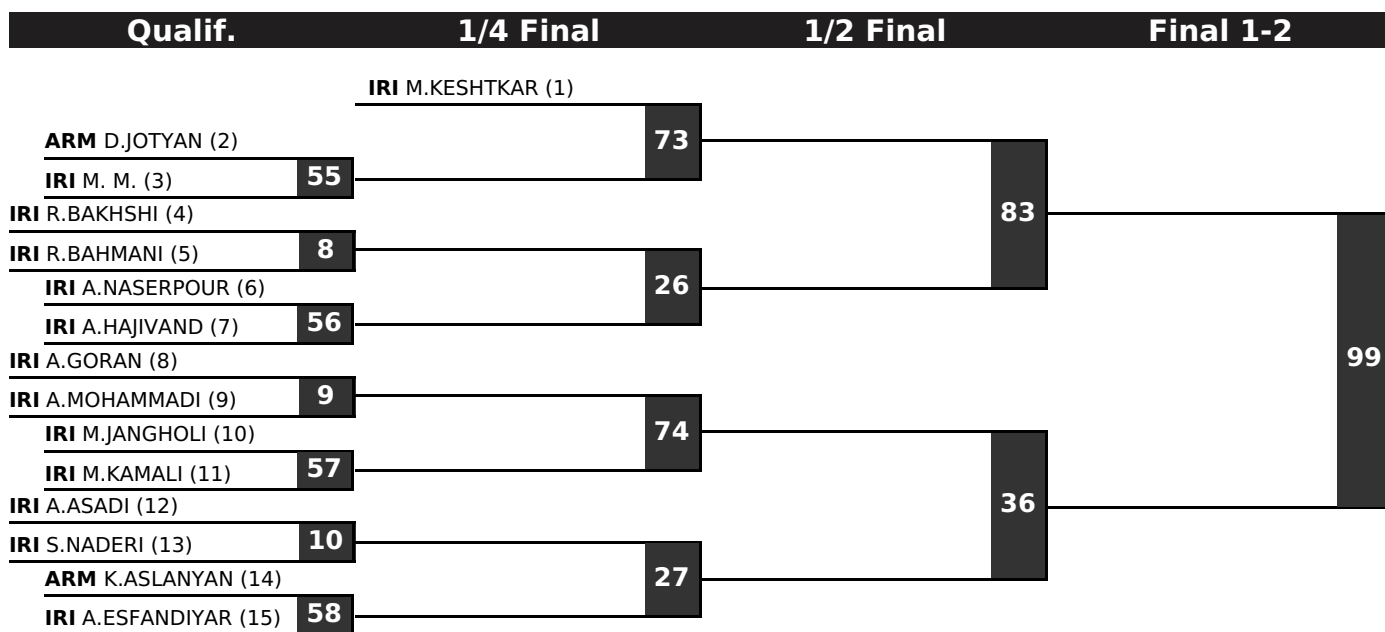 Qualif. 1/4 Final 1/2 Final Final 1-2
IRI M.KESHTKAR (1)
ARM D.JOTYAN (2)
73
IRI M. M. (3)
55
IRI R.BAKHSHI (4)
83
IRI R.BAHMANI (5)
8
IRI A.NASERPOUR (6)
26
IRI A.HAJIVAND (7)
56
IRI A.GORAN (8)
99
IRI A.MOHAMMADI (9)
9
IRI M.JANGHOLI (10)
74
IRI M.KAMALI (11)
57
IRI A.ASADI (12)
36
IRI S.NADERI (13)
10
ARM K.ASLANYAN (14)
27
IRI A.ESFANDIYAR (15)
58